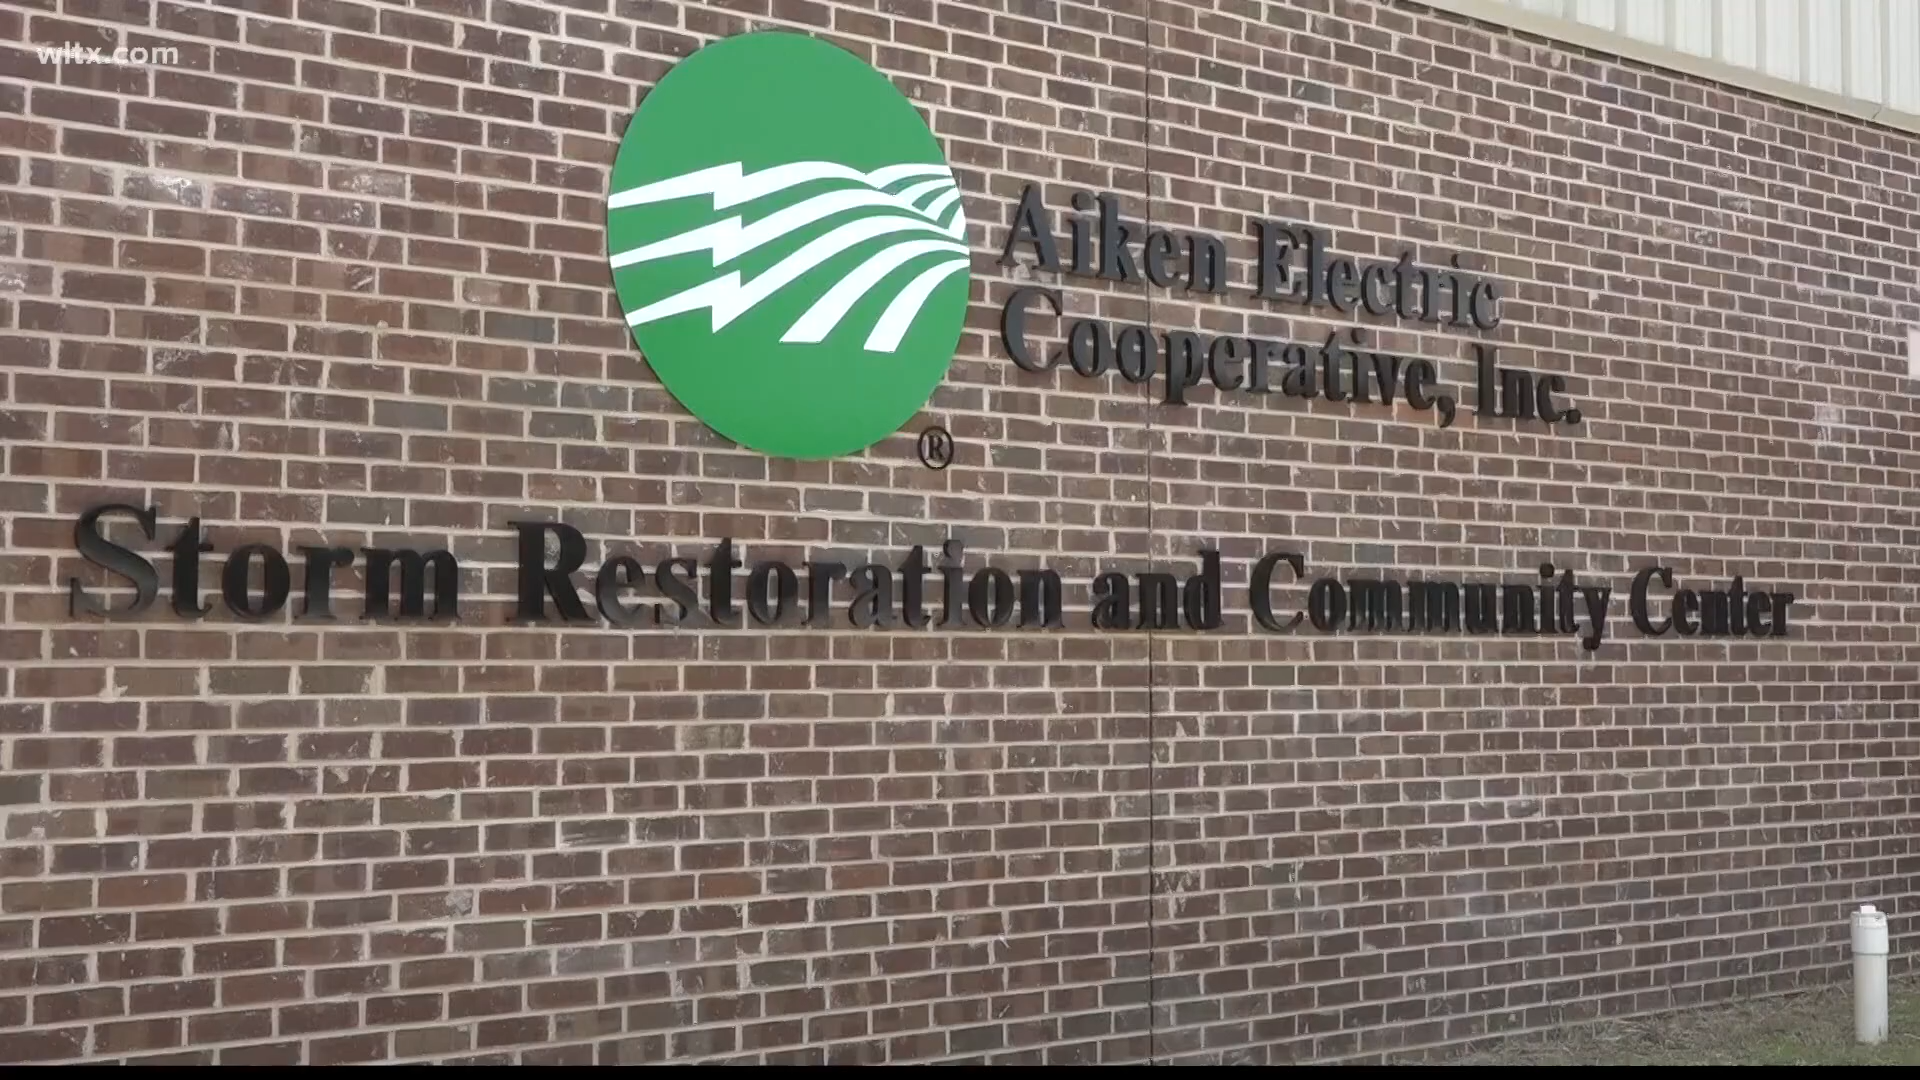 wltx.com
Aiken Electric
Cooperative, Inc.
®
Storm Restoration and Community Center